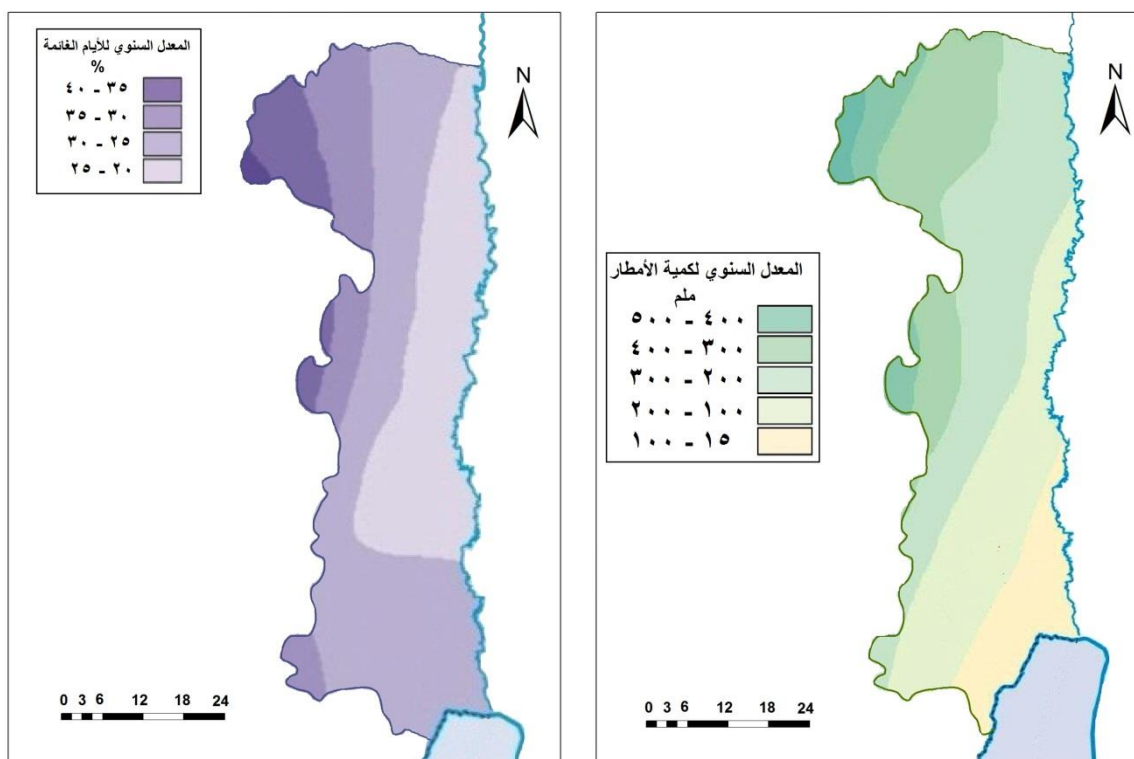 المعدل السنوي للأيام الغائمة
%
٣٥ - ٤٠
٣٠ - ٣٥
٢٥ - ٣٠
٢٠ - ٢٥
N
0 3 6 12 18 24
N
المعدل السنوي لكمية الأمطار
ملم
٤٠٠ - ٥٠٠
٣٠٠ - ٤٠٠
٢٠٠ - ٣٠٠
١٠٠ - ٢٠٠
١٥ - ١٠٠
0 3 6 12 18 24